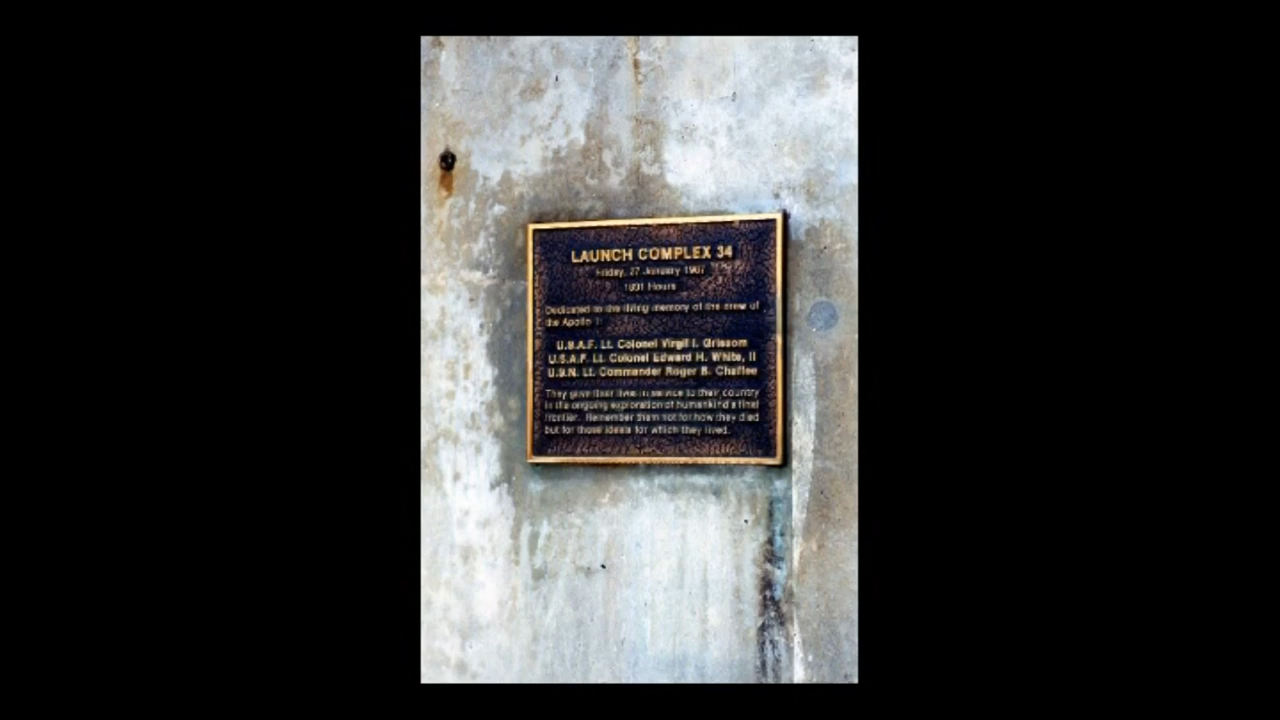 LAUNCH COMPLEX 34
Friday, 27 January 1967
1831 Hours
Dedicated to the living memory of the crew of
the Apollo 1:
U.S.A.F. Lt. Colonel Virgil I. Grissom
U.S.A.F. Lt. Colonel Edward H. White, II
U.S.N. Lt. Commander Roger B. Chaffee
They gave their lives in service to their country
in the ongoing exploration of humankind's final
frontier. Remember them not for how they died
but for those ideals for which they lived.